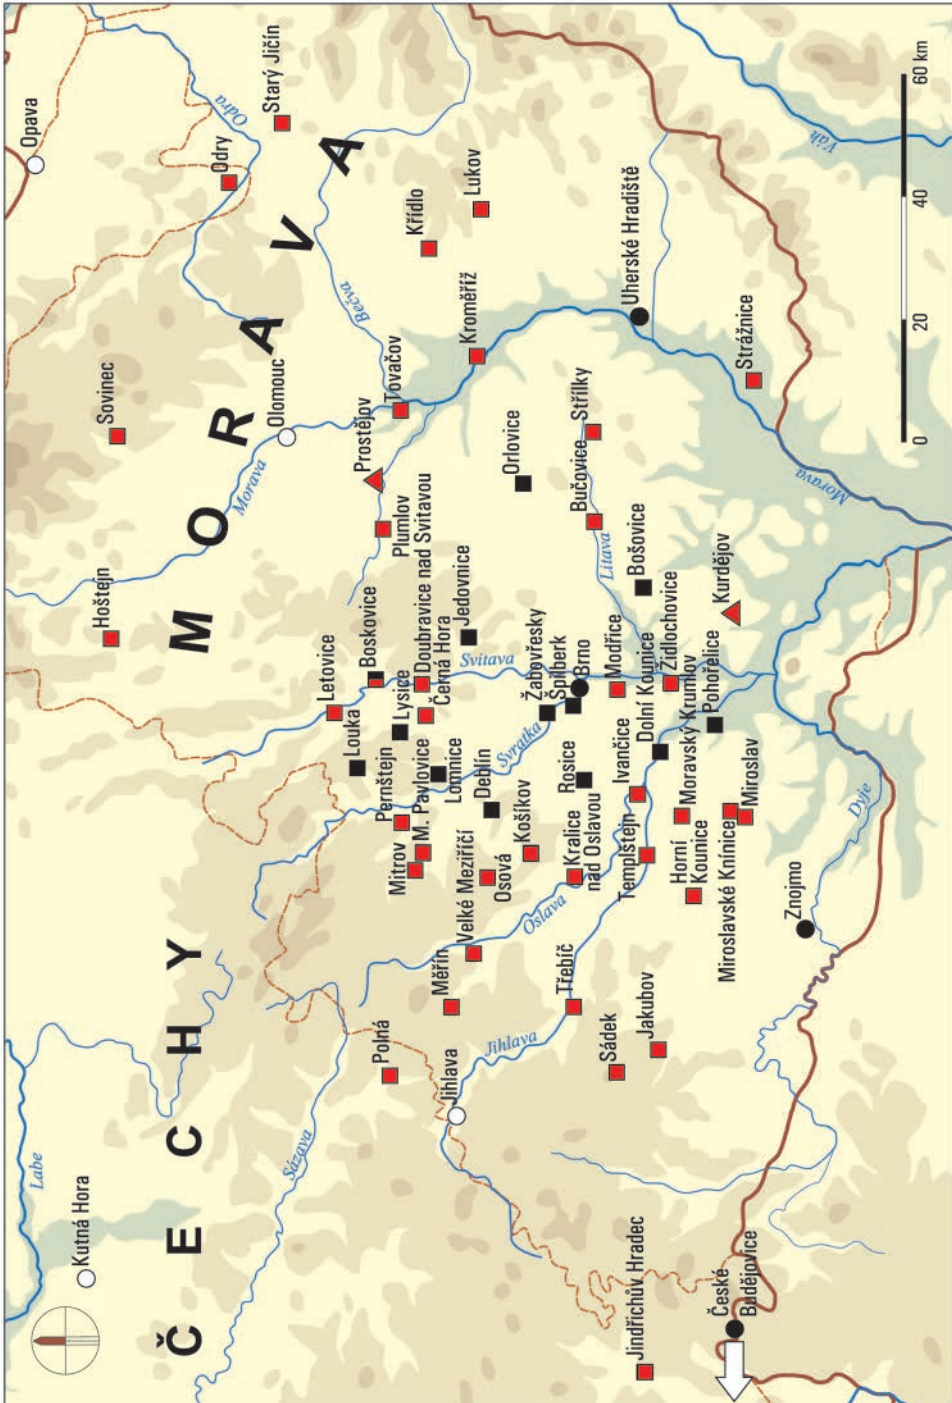 Labe
Kutná Hora
ČECHY
Sázava
Opava
Odra
Odry
Starý Jičín
MORAVA
Sovinec
Hoštejn
Morava
Olomouc
Bečva
Křídlo
Lukov
Kroměříž
Tovačov
Prostějov
Plumlov
Letovice
Boskovice
Doubravice nad Svitavou
Černá Hora
Jedovnice
Svitava
Louka
Lysice
Pernštejn
M. Pavlovice
Lomnice
Deblín
Svratka
Mitrov
Velké Meziříčí
Osová
Košíkov
Měřín
Polná
Jihlava
Jihlava
Oslava
Třebíč
Orlovice
Uherské Hradiště
Strážnice
Střílky
Bučovice
Litava
Bošovice
Žabovřesky
Špilberk
Brno
Modřice
Rosice
Ivančice
Dolní Kounice
Židlochovice
Kurdějov
Kralice
nad Oslavou
Templštejn
Moravský Krumlov
Pohořelice
Horní
Kounice
Miroslavské Knínice
Miroslav
Sádek
Jakubov
Znojmo
Dyje
Morava
Váh
Jindřichův Hradec
České
Budějovice
0
20
40
60 km